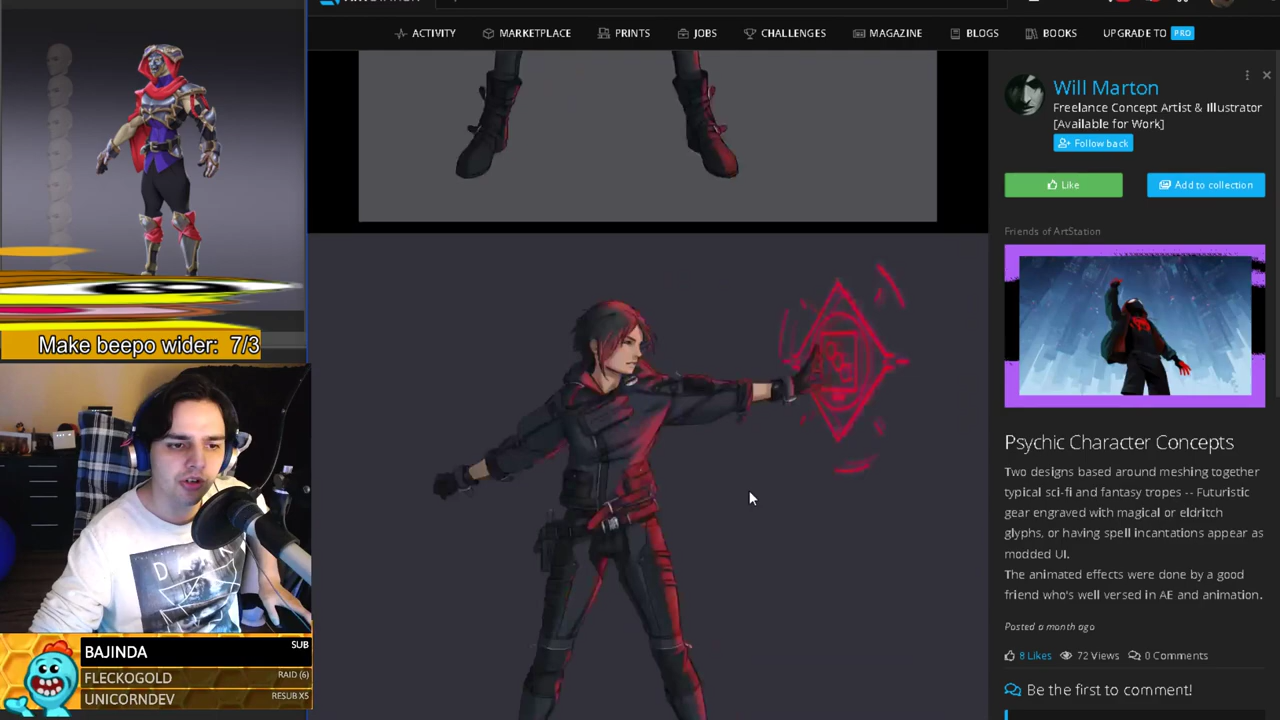 ACTIVITY
MARKETPLACE
PRINTS
JOBS
CHALLENGES
MAGAZINE
BLOGS
BOOKS
UPGRADE TO PRO
Will Marton
Freelance Concept Artist & Illustrator
[Available for Work]
Follow back
Like
Add to collection
Friends of ArtStation
Psychic Character Concepts
Two designs based around meshing together
typical sci-fi and fantasy tropes -- Futuristic
gear engraved with magical or eldritch
glyphs, or having spell incantations appear as
modded UI.
The animated effects were done by a good
friend who's well versed in AE and animation.
Posted a month ago
8 Likes
72 Views
0 Comments
Be the first to comment!
Make beepo wider: 7/3
BAJINDA
SUB
FLECKOGOLD
RAID (6)
UNICORNDEV
RESUB X5